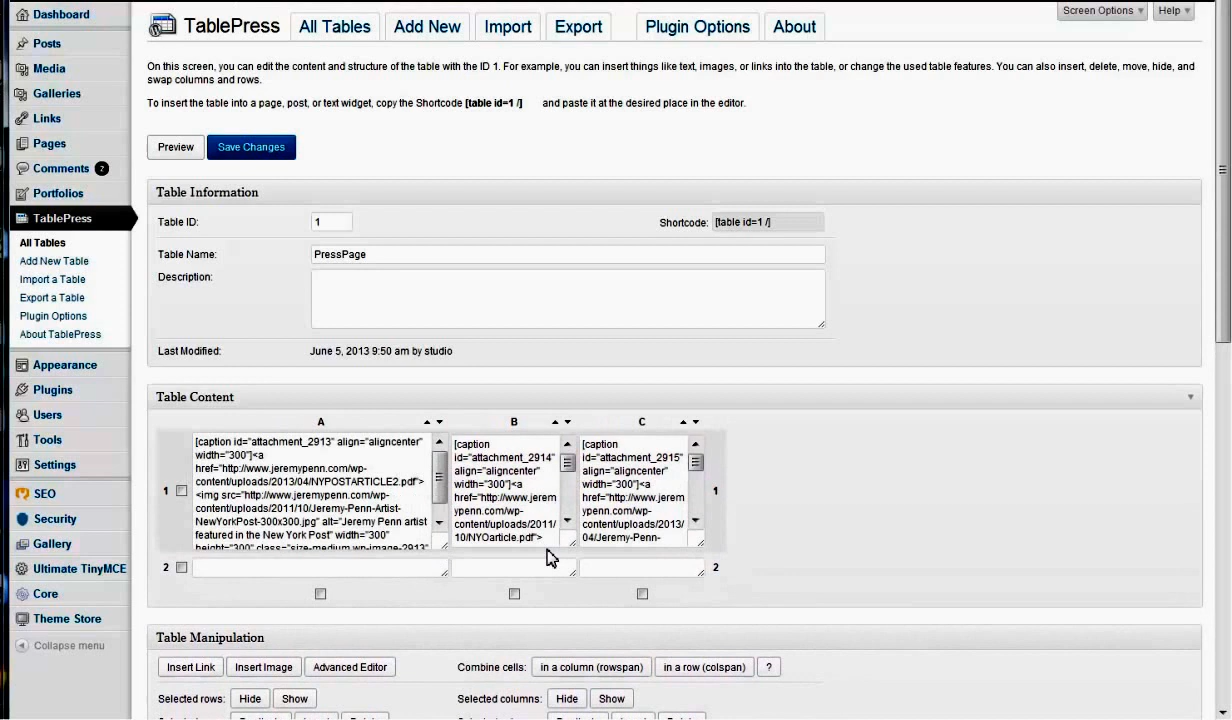 Dashboard
Posts
Media
Galleries
Links
Pages
Comments 2
Portfolios
TablePress
All Tables
Add New Table
Import a Table
Export a Table
Plugin Options
About TablePress
Appearance
Plugins
Users
Tools
Settings
SEO
Security
Gallery
Ultimate TinyMCE
Core
Theme Store
Collapse menu
Screen Options Help
TablePress All Tables Add New Import Export Plugin Options About
On this screen, you can edit the content and structure of the table with the ID 1. For example, you can insert things like text, images, or links into the table, or change the used table features. You can also insert, delete, move, hide, and
swap columns and rows.
To insert the table into a page, post, or text widget, copy the Shortcode [table id=1 /] and paste it at the desired place in the editor.
Preview Save Changes
Table Information
Table ID: 1 Shortcode: [table id=1 /]
Table Name: PressPage
Description:
Last Modified: June 5, 2013 9:50 am by studio
Table Content
A B C
1
[caption id="attachment_2913" align="aligncenter"
width="300"]<a
href="http://www.jeremypenn.com/wp-
content/uploads/2013/04/NYPOSTARTICLE2.pdf">
<img src="http://www.jeremypenn.com/wp-
content/uploads/2011/10/Jeremy-Penn-Artist-
NewYorkPost-300x300.jpg" alt="Jeremy Penn artist
featured in the New York Post" width="300"
height="300" class="size-medium wp-image-2913"
[caption
id="attachment_2914"
align="aligncenter"
width="300"]<a
href="http://www.jerem
ypenn.com/wp-
content/uploads/2011/
10/NYOarticle.pdf">
[caption
id="attachment_2915"
align="aligncenter"
width="300"]<a
href="http://www.jerem
ypenn.com/wp-
content/uploads/2013/
04/Jeremy-Penn-
1
2 2
Table Manipulation
Insert Link Insert Image Advanced Editor Combine cells: in a column (rowspan) in a row (colspan) ?
Selected rows: Hide Show Selected columns: Hide Show